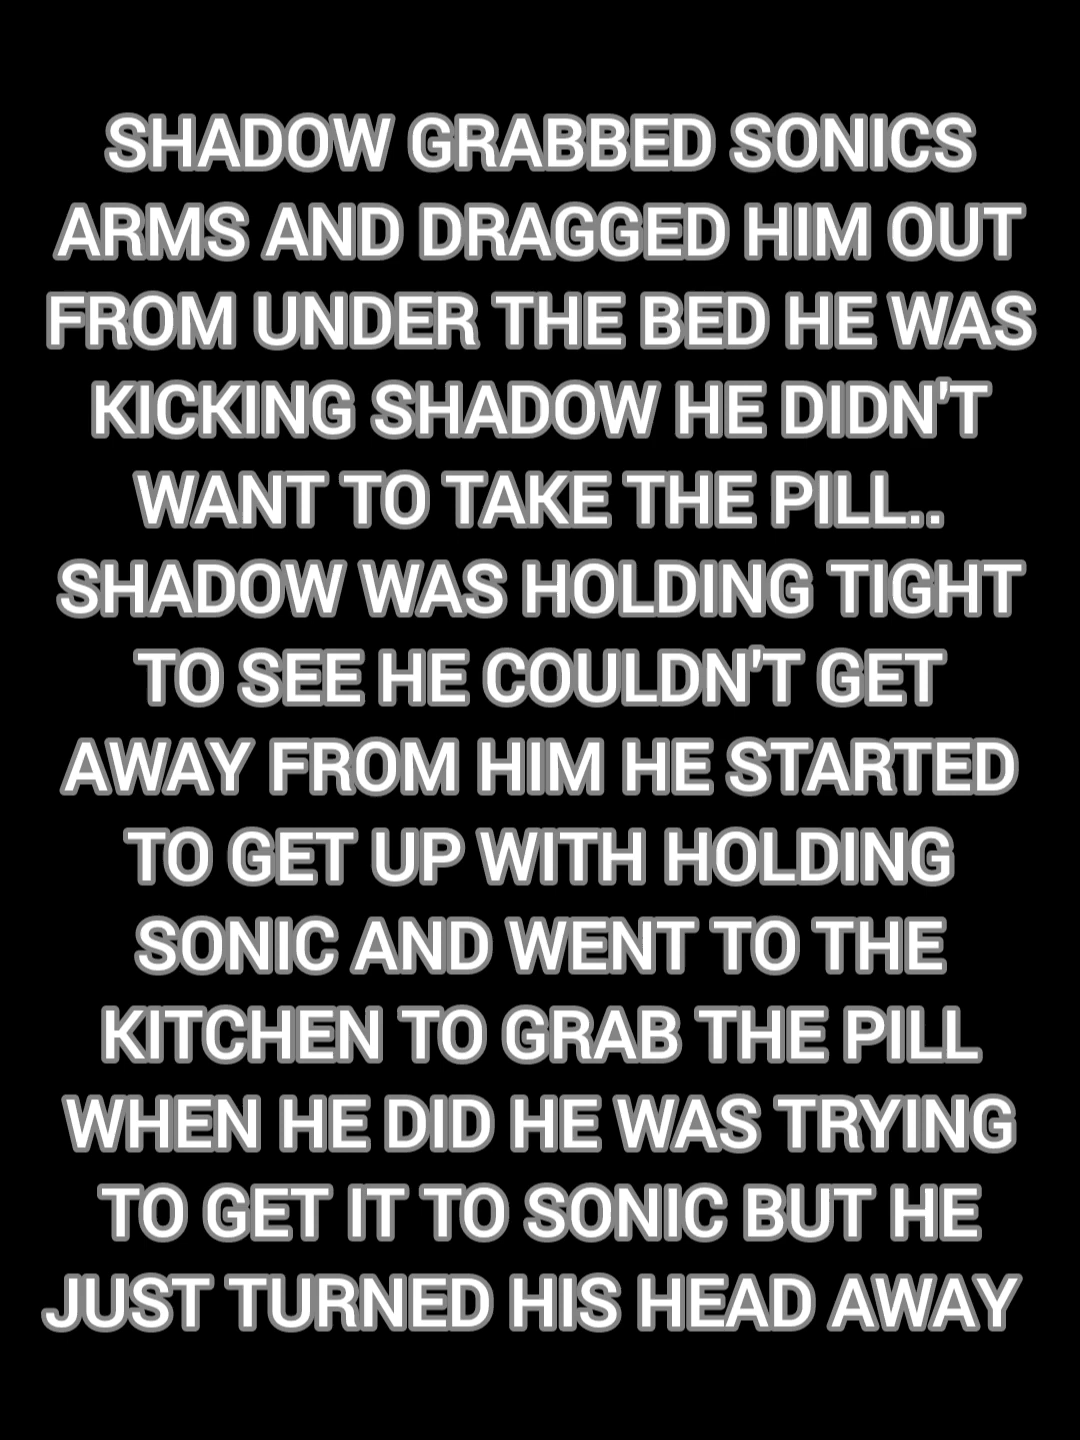 SHADOW GRABBED SONICS
ARMS AND DRAGGED HIM OUT
FROM UNDER THE BED HE WAS
KICKING SHADOW HE DIDN'T
WANT TO TAKE THE PILL..
SHADOW WAS HOLDING TIGHT
TO SEE HE COULDN'T GET
AWAY FROM HIM HE STARTED
TO GET UP WITH HOLDING
SONIC AND WENT TO THE
KITCHEN TO GRAB THE PILL
WHEN HE DID HE WAS TRYING
TO GET IT TO SONIC BUT HE
JUST TURNED HIS HEAD AWAY